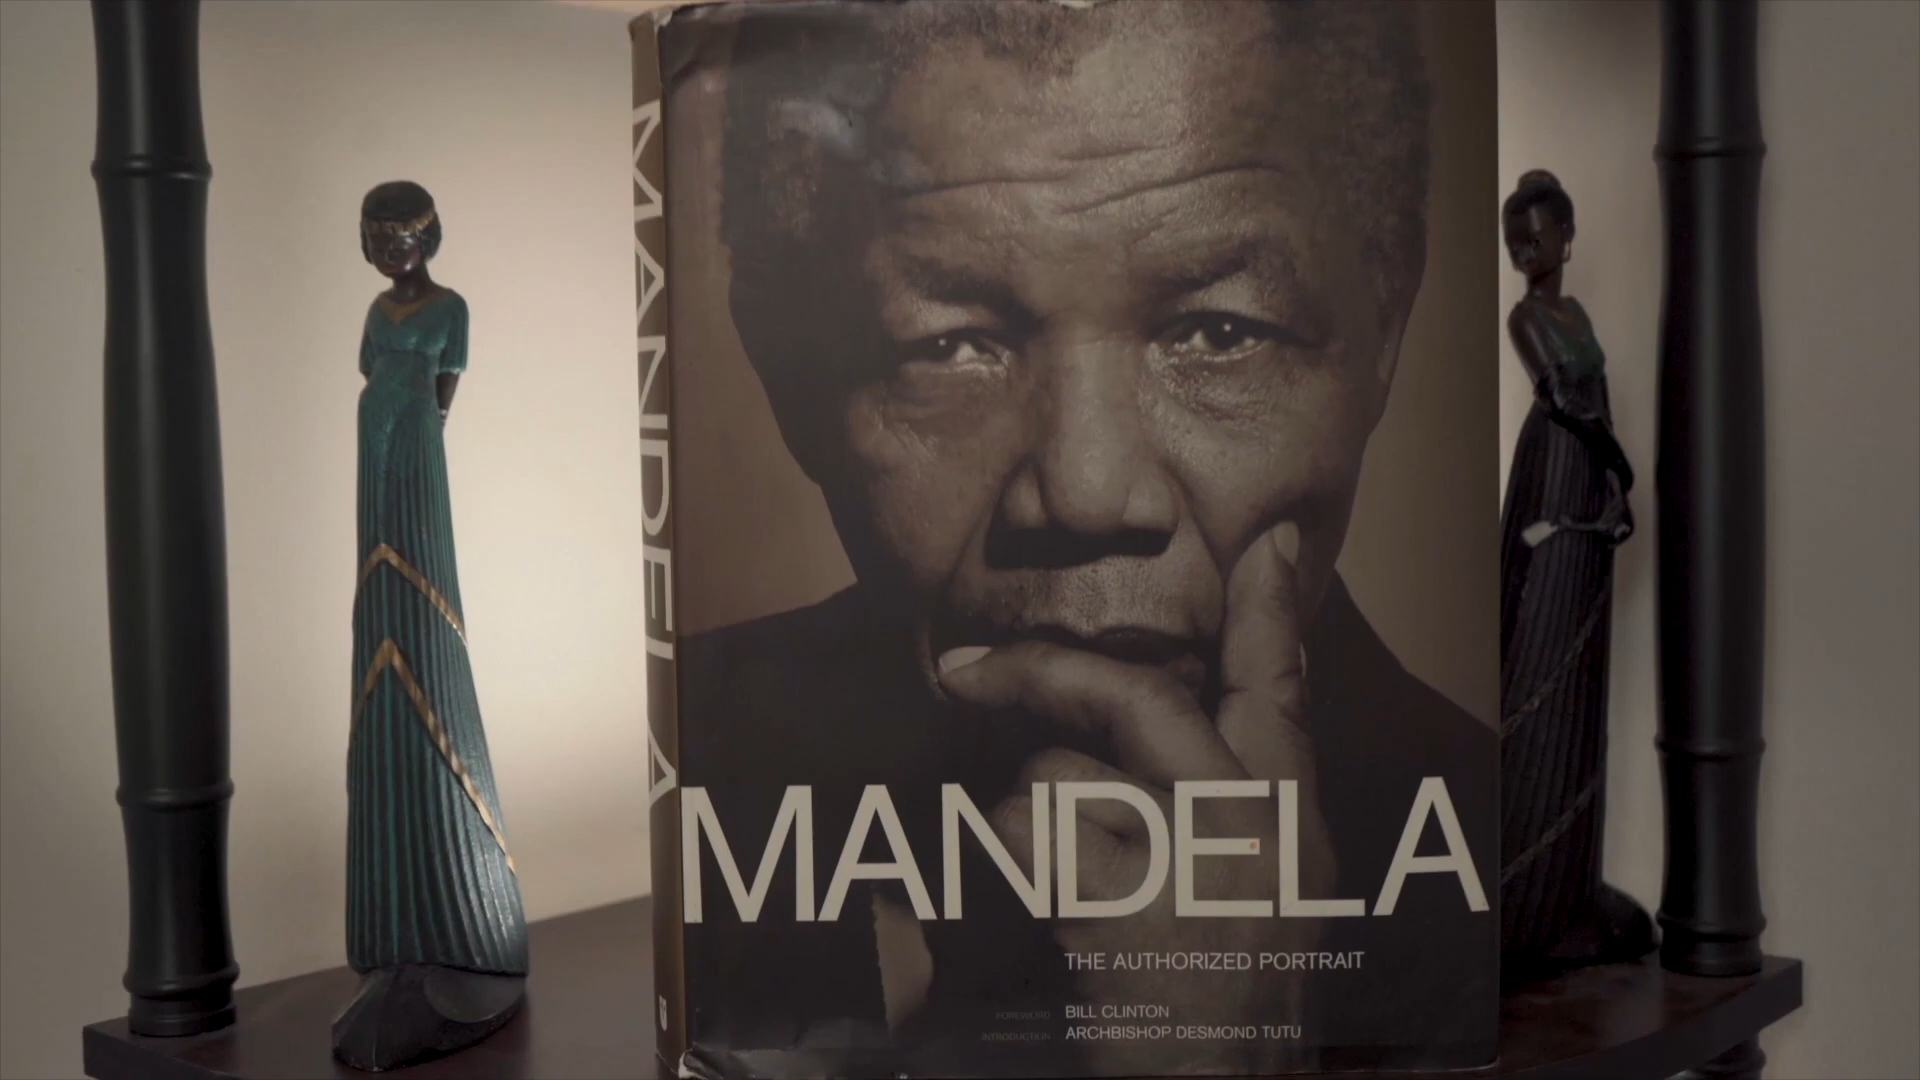 MANDELA
MANDELA
THE AUTHORIZED PORTRAIT
FOREWORD BILL CLINTON
INTRODUCTION ARCHBISHOP DESMOND TUTU